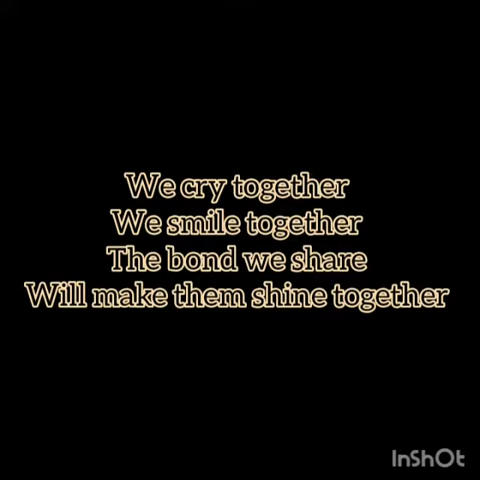 We cry together
We smile together
The bond we share
Will make them shine together
InShOt